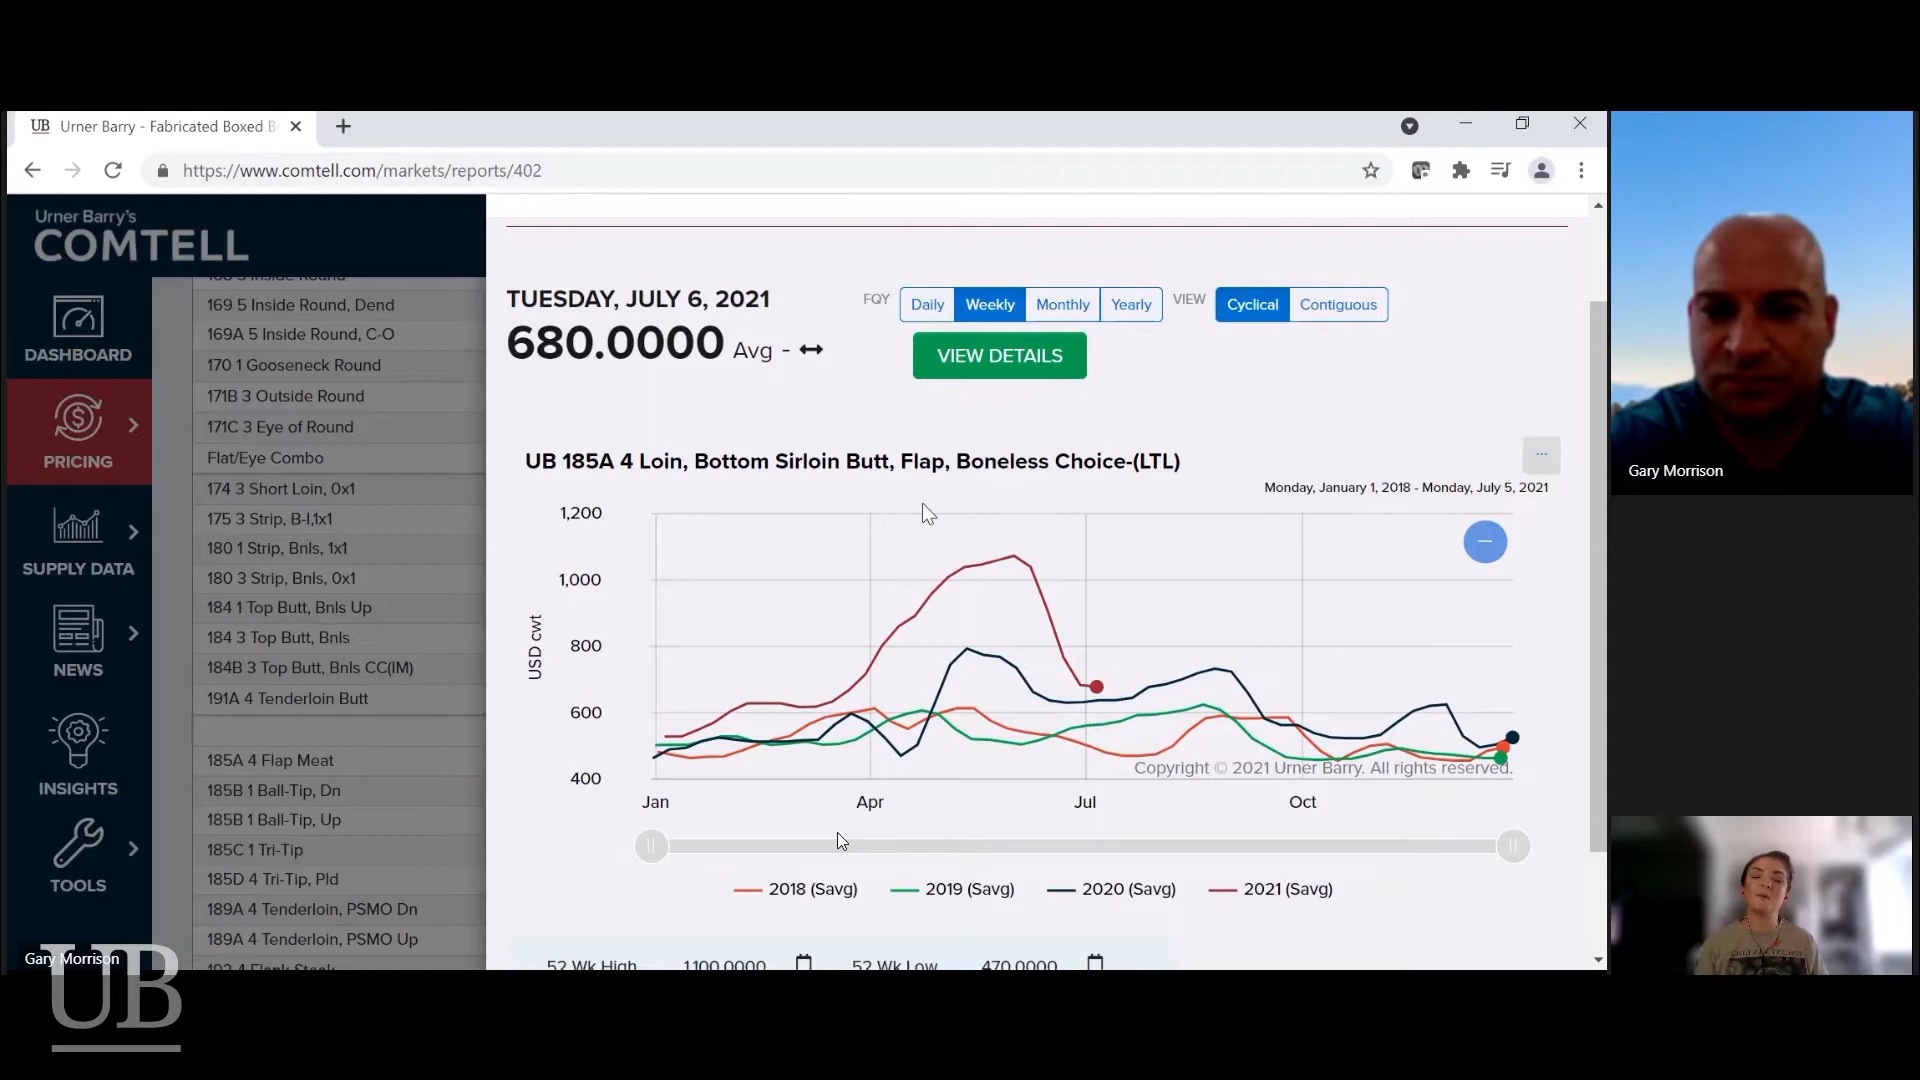 UB Urner Barry - Fabricated Boxed B
https://www.comtell.com/markets/reports/402
Urner Barry's
COMTELL
DASHBOARD
PRICING
SUPPLY DATA
NEWS
INSIGHTS
TOOLS
169 5 Inside Round, Dend
169A 5 Inside Round, C-O
170 1 Gooseneck Round
171B 3 Outside Round
171C 3 Eye of Round
Flat/Eye Combo
174 3 Short Loin, 0x1
175 3 Strip, B-I,1x1
180 1 Strip, Bnls, 1x1
180 3 Strip, Bnls, 0x1
184 1 Top Butt, Bnls Up
184 3 Top Butt, Bnls
184B 3 Top Butt, Bnls CC(IM)
191A 4 Tenderloin Butt
185A 4 Flap Meat
185B 1 Ball-Tip, Dn
185B 1 Ball-Tip, Up
185C 1 Tri-Tip
185D 4 Tri-Tip, Pld
189A 4 Tenderloin, PSMO Dn
189A 4 Tenderloin, PSMO Up
TUESDAY, JULY 6, 2021
680.0000 Avg -
FQY Daily Weekly Monthly Yearly VIEW Cyclical Contiguous
VIEW DETAILS
UB 185A 4 Loin, Bottom Sirloin Butt, Flap, Boneless Choice-(LTL)
...
Monday, January 1, 2018 - Monday, July 5, 2021
USD cwt
1,200
1,000
800
600
400
Copyright © 2021 Urner Barry. All rights reserved.
Jan Apr Jul Oct
2018 (Savg) 2019 (Savg) 2020 (Savg) 2021 (Savg)
52 Wk High 1,100.0000 52 Wk Low 470.0000
Gary Morrison
Gary Morrison
UB